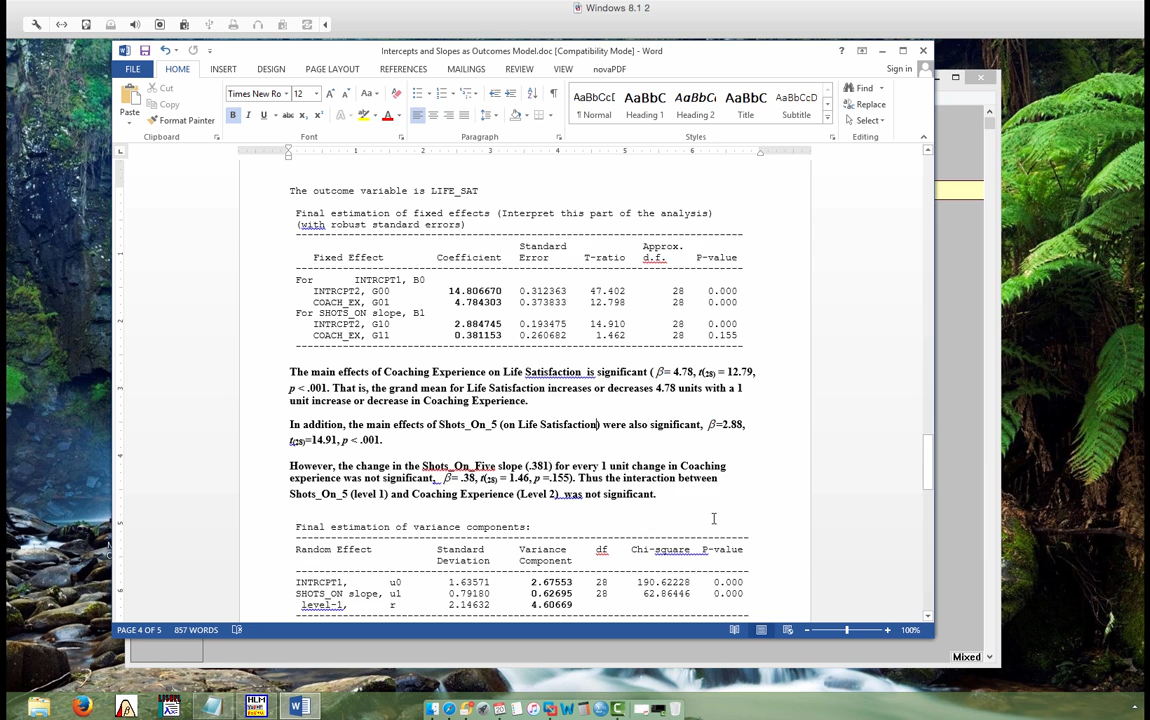 Windows 8.1 2
Intercepts and Slopes as Outcomes Model.doc [Compatibility Mode] - Word
FILE HOME INSERT DESIGN PAGE LAYOUT REFERENCES MAILINGS REVIEW VIEW novaPDF Sign in
Cut
Copy
Format Painter
Paste
Clipboard
Times New Ro 12
Font
Paragraph
AaBbCcI AaBbC AaBbCc AaBbC AaBbCcD
¶ Normal Heading 1 Heading 2 Title Subtitle
Styles
Find
Replace
Select
Editing
1 2 3 4 5 6
The outcome variable is LIFE_SAT
Final estimation of fixed effects (Interpret this part of the analysis)
(with robust standard errors)
Standard Approx.
Fixed Effect Coefficient Error T-ratio d.f. P-value
For INTRCPT1, B0
INTRCPT2, G00 14.806670 0.312363 47.402 28 0.000
COACH_EX, G01 4.784303 0.373833 12.798 28 0.000
For SHOTS_ON slope, B1
INTRCPT2, G10 2.884745 0.193475 14.910 28 0.000
COACH_EX, G11 0.381153 0.260682 1.462 28 0.155
The main effects of Coaching Experience on Life Satisfaction is significant ( β= 4.78, t(28) = 12.79,
p < .001. That is, the grand mean for Life Satisfaction increases or decreases 4.78 units with a 1
unit increase or decrease in Coaching Experience.
In addition, the main effects of Shots_On_5 (on Life Satisfaction) were also significant, β=2.88,
t(28)=14.91, p < .001.
However, the change in the Shots_On_Five slope (.381) for every 1 unit change in Coaching
experience was not significant, β= .38, t(28) = 1.46, p =.155). Thus the interaction between
Shots_On_5 (level 1) and Coaching Experience (Level 2) was not significant.
Final estimation of variance components:
Random Effect Standard Variance df Chi-square P-value
Deviation Component
INTRCPT1, u0 1.63571 2.67553 28 190.62228 0.000
SHOTS_ON slope, u1 0.79180 0.62695 28 62.86446 0.000
level-1, r 2.14632 4.60669
PAGE 4 OF 5 857 WORDS 100%
Mixed
HLM